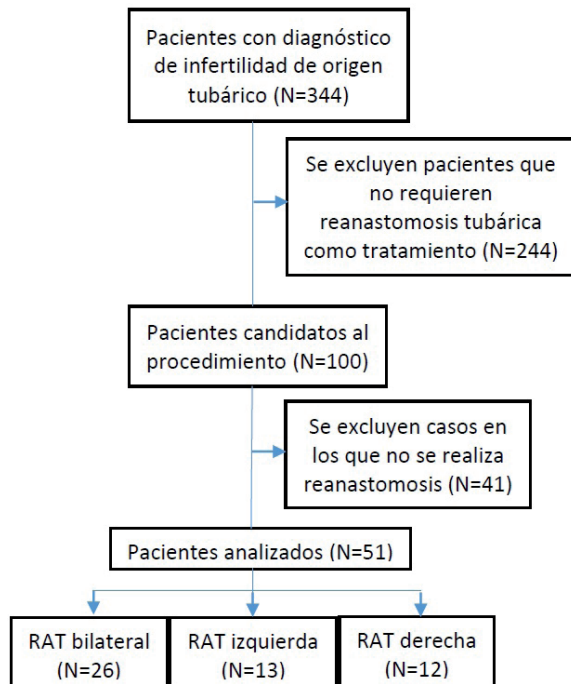 Pacientes con diagnóstico
de infertilidad de origen
tubárico (N=344)
Se excluyen pacientes que
no requieren
reanastomosis tubárica
como tratamiento (N=244)
Pacientes candidatos al
procedimiento (N=100)
Se excluyen casos en
los que no se realiza
reanastomosis (N=41)
Pacientes analizados (N=51)
RAT bilateral
(N=26)
RAT izquierda
(N=13)
RAT derecha
(N=12)